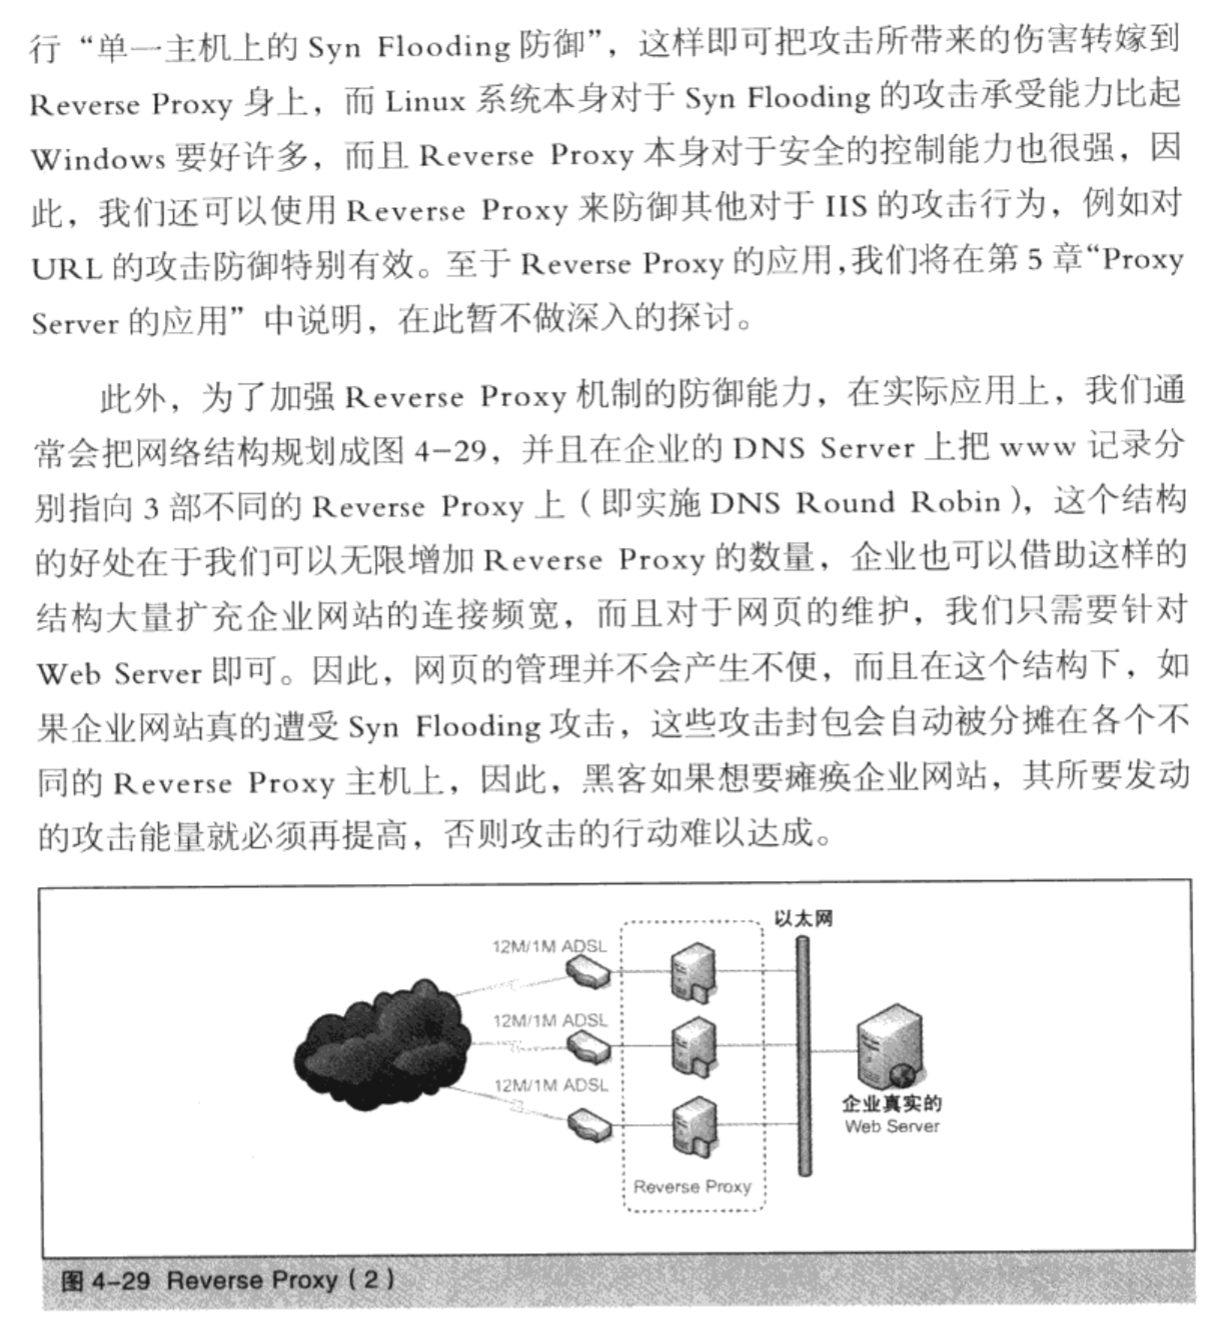 行“单一主机上的 Syn Flooding 防御”，这样即可把攻击所带来的伤害转嫁到
Reverse Proxy 身上，而 Linux 系统本身对于 Syn Flooding 的攻击承受能力比起
Windows 要好许多，而且 Reverse Proxy 本身对于安全的控制能力也很强，因
此，我们还可以使用 Reverse Proxy 来防御其他对于 IIS 的攻击行为，例如对
URL 的攻击防御特别有效。至于 Reverse Proxy 的应用，我们将在第 5 章“Proxy
Server 的应用”中说明，在此暂不做深入的探讨。
此外，为了加强 Reverse Proxy 机制的防御能力，在实际应用上，我们通
常会把网络结构规划成图 4-29，并且在企业的 DNS Server 上把 www 记录分
别指向 3 部不同的 Reverse Proxy 上（即实施 DNS Round Robin），这个结构
的好处在于我们可以无限增加 Reverse Proxy 的数量，企业也可以借助这样的
结构大量扩充企业网站的连接频宽，而且对于网页的维护，我们只需要针对
Web Server 即可。因此，网页的管理并不会产生不便，而且在这个结构下，如
果企业网站真的遭受 Syn Flooding 攻击，这些攻击封包会自动被分摊在各个不
同的 Reverse Proxy 主机上，因此，黑客如果想要瘫痪企业网站，其所要发动
的攻击能量就必须再提高，否则攻击的行动难以达成。
以太网
12M/1M ADSL
12M/1M ADSL
12M/1M ADSL
企业真实的
Web Server
Reverse Proxy
图 4-29 Reverse Proxy（2）